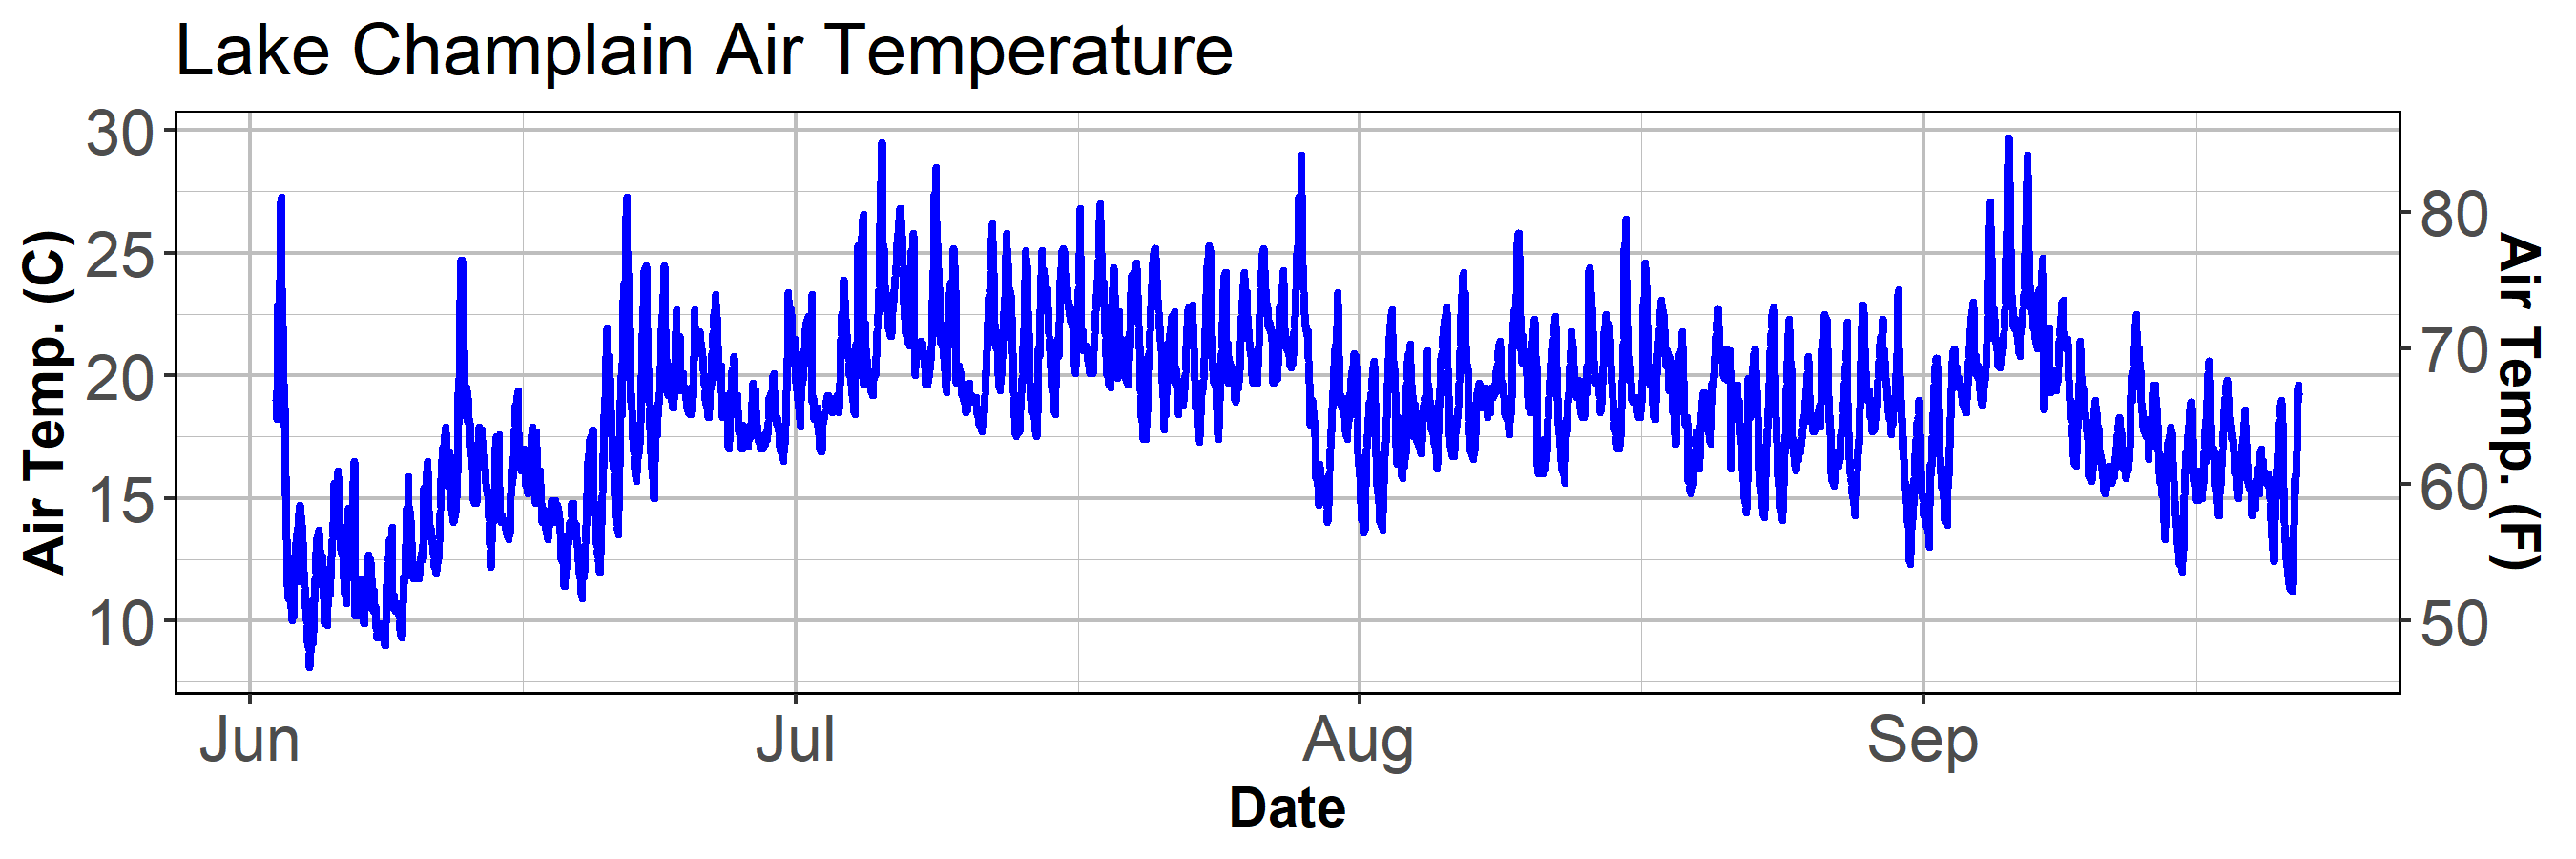 Lake Champlain Air Temperature
Air Temp. (C)
30
25
20
15
10
80
70
60
50
Air Temp. (F)
Jun Jul Aug Sep
Date